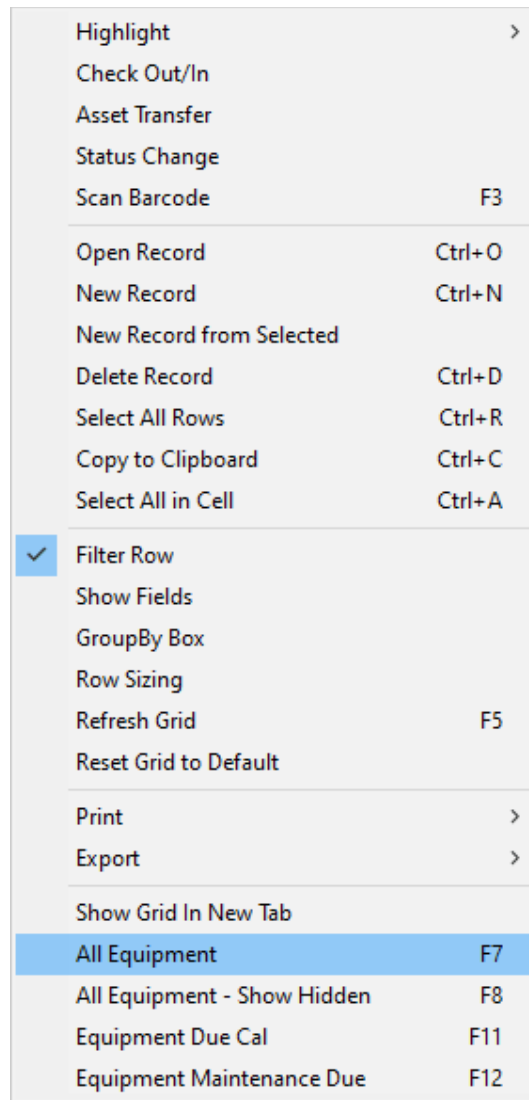 Highlight
Check Out/In
Asset Transfer
Status Change
Scan Barcode F3
Open Record Ctrl+O
New Record Ctrl+N
New Record from Selected
Delete Record Ctrl+D
Select All Rows Ctrl+R
Copy to Clipboard Ctrl+C
Select All in Cell Ctrl+A
Filter Row
Show Fields
GroupBy Box
Row Sizing
Refresh Grid F5
Reset Grid to Default
Print
Export
Show Grid In New Tab
All Equipment F7
All Equipment - Show Hidden F8
Equipment Due Cal F11
Equipment Maintenance Due F12